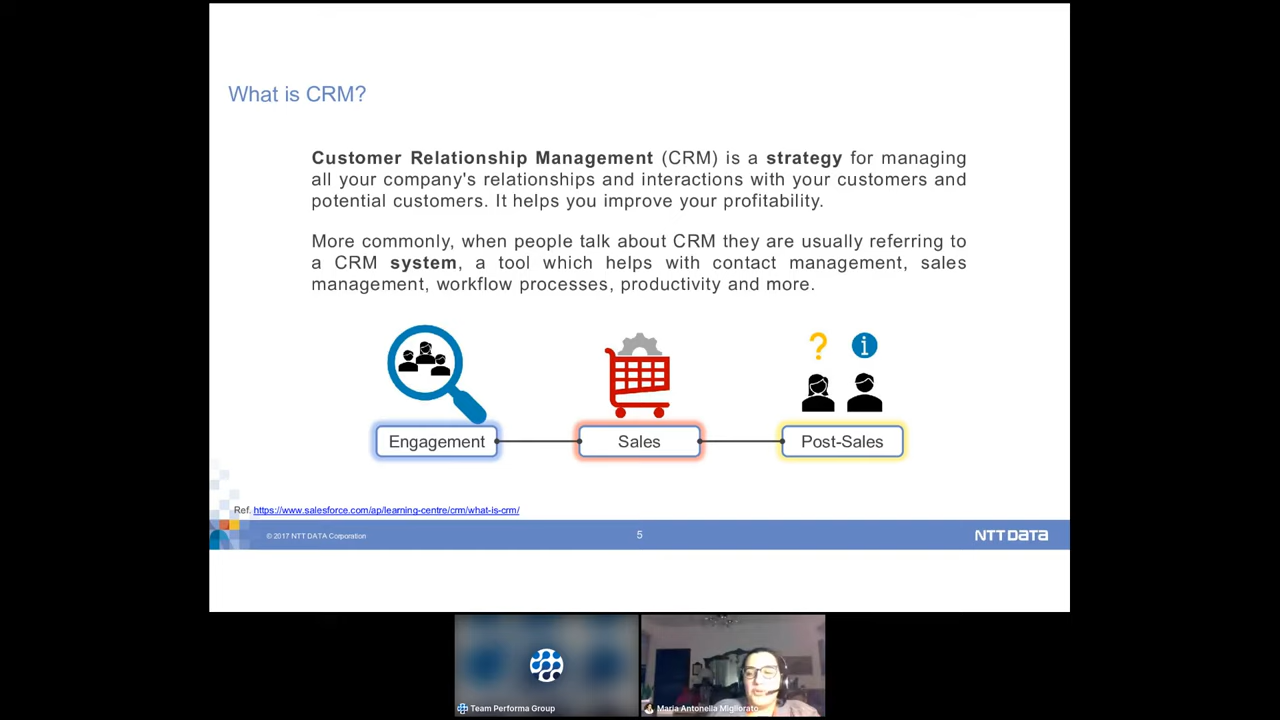 What is CRM?
Customer Relationship Management (CRM) is a strategy for managing
all your company's relationships and interactions with your customers and
potential customers. It helps you improve your profitability.
More commonly, when people talk about CRM they are usually referring to
a CRM system, a tool which helps with contact management, sales
management, workflow processes, productivity and more.
?
i
Engagement
Sales
Post-Sales
Ref. https://www.salesforce.com/ap/learning-centre/crm/what-is-crm/
© 2017 NTT DATA Corporation
5
NTT DATA
Team Performa Group
Maria Antonella Migliorato